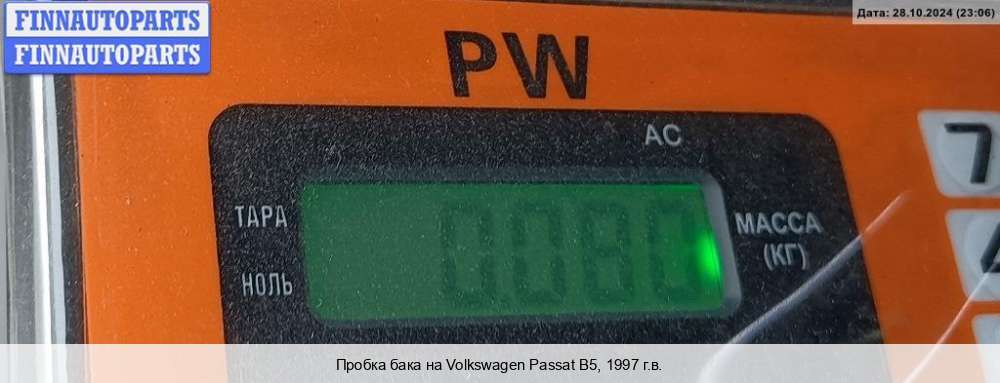 FINNAUTOPARTS
FINNAUTOPARTS
Дата: 28.10.2024 (23:06)
PW
AC
7
ТАРА
МАССА
(КГ)
НОЛЬ
Пробка бака на Volkswagen Passat B5, 1997 г.в.